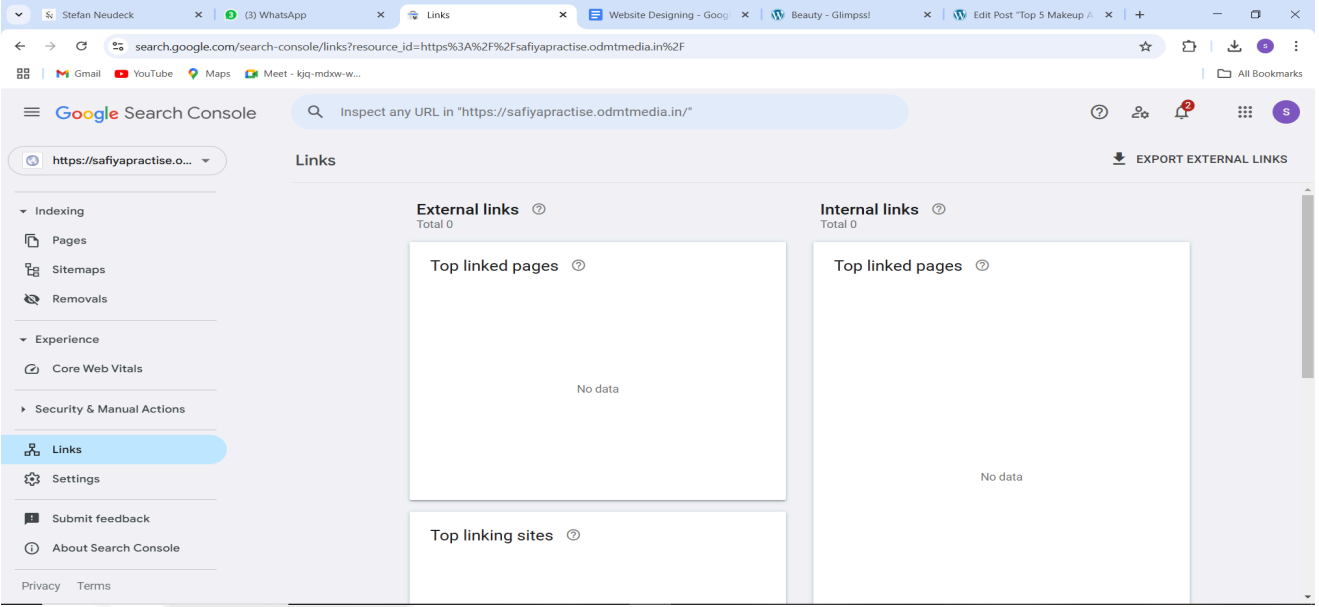 Stefan Neudeck
(3) WhatsApp
Links
Website Designing - Goog
Beauty - Glimpss!
Edit Post "Top 5 Makeup A
search.google.com/search-console/links?resource_id=https%3A%2F%2Fsafiyapractise.odmtmedia.in%2F
S
Gmail
YouTube
Maps
Meet - kjq-mdxw-w...
All Bookmarks
Google Search Console
Inspect any URL in "https://safiyapractise.odmtmedia.in/"
2
S
https://safiyapractise.o...
Links
EXPORT EXTERNAL LINKS
Indexing
Pages
Sitemaps
Removals
Experience
Core Web Vitals
Security & Manual Actions
Links
Settings
Submit feedback
About Search Console
Privacy Terms
External links
Total 0
Top linked pages
No data
Top linking sites
Internal links
Total 0
Top linked pages
No data